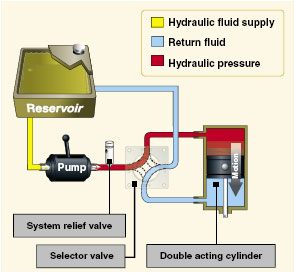 Hydraulic fluid supply
Return fluid
Hydraulic pressure
Reservoir
Pump
Motion
System relief valve
Selector valve
Double acting cylinder